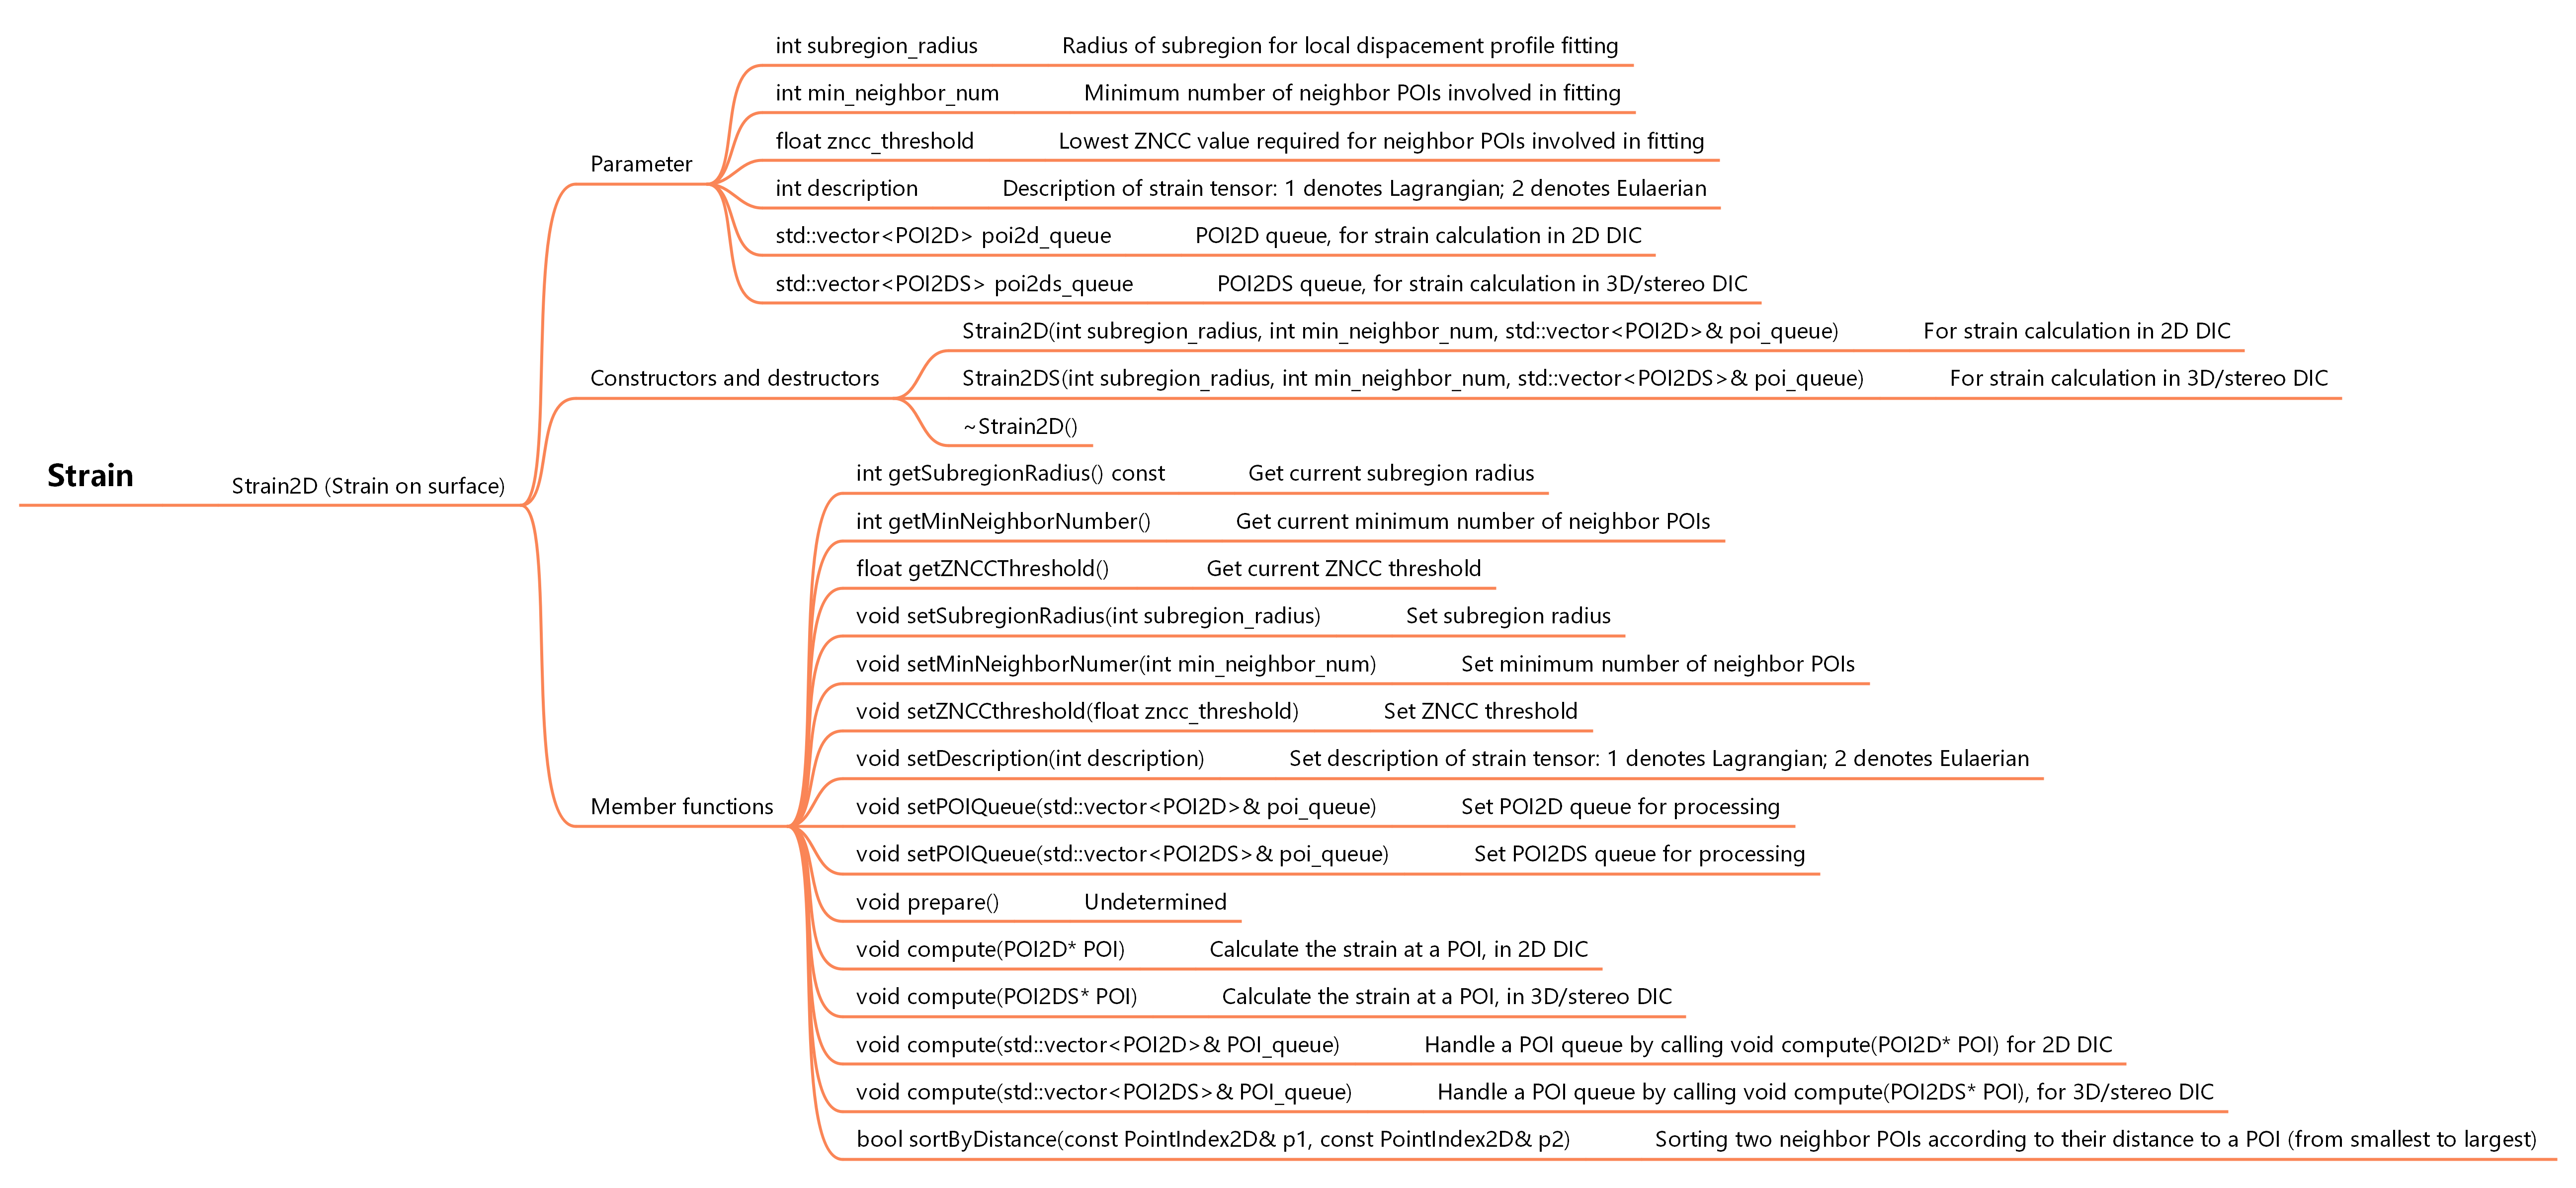 int subregion_radius Radius of subregion for local dispacement profile fitting
int min_neighbor_num Minimum number of neighbor POIs involved in fitting
float zncc_threshold Lowest ZNCC value required for neighbor POIs involved in fitting
Parameter
int description Description of strain tensor: 1 denotes Lagrangian; 2 denotes Eulaerian
std::vector<POI2D> poi2d_queue POI2D queue, for strain calculation in 2D DIC
std::vector<POI2DS> poi2ds_queue POI2DS queue, for strain calculation in 3D/stereo DIC
Strain2D(int subregion_radius, int min_neighbor_num, std::vector<POI2D>& poi_queue) For strain calculation in 2D DIC
Constructors and destructors
Strain2DS(int subregion_radius, int min_neighbor_num, std::vector<POI2DS>& poi_queue) For strain calculation in 3D/stereo DIC
~Strain2D()
Strain
Strain2D (Strain on surface)
int getSubregionRadius() const Get current subregion radius
int getMinNeighborNumber() Get current minimum number of neighbor POIs
float getZNCCThreshold() Get current ZNCC threshold
void setSubregionRadius(int subregion_radius) Set subregion radius
void setMinNeighborNumer(int min_neighbor_num) Set minimum number of neighbor POIs
void setZNCCthreshold(float zncc_threshold) Set ZNCC threshold
void setDescription(int description) Set description of strain tensor: 1 denotes Lagrangian; 2 denotes Eulaerian
Member functions
void setPOIQueue(std::vector<POI2D>& poi_queue) Set POI2D queue for processing
void setPOIQueue(std::vector<POI2DS>& poi_queue) Set POI2DS queue for processing
void prepare() Undetermined
void compute(POI2D* POI) Calculate the strain at a POI, in 2D DIC
void compute(POI2DS* POI) Calculate the strain at a POI, in 3D/stereo DIC
void compute(std::vector<POI2D>& POI_queue) Handle a POI queue by calling void compute(POI2D* POI) for 2D DIC
void compute(std::vector<POI2DS>& POI_queue) Handle a POI queue by calling void compute(POI2DS* POI), for 3D/stereo DIC
bool sortByDistance(const PointIndex2D& p1, const PointIndex2D& p2) Sorting two neighbor POIs according to their distance to a POI (from smallest to largest)